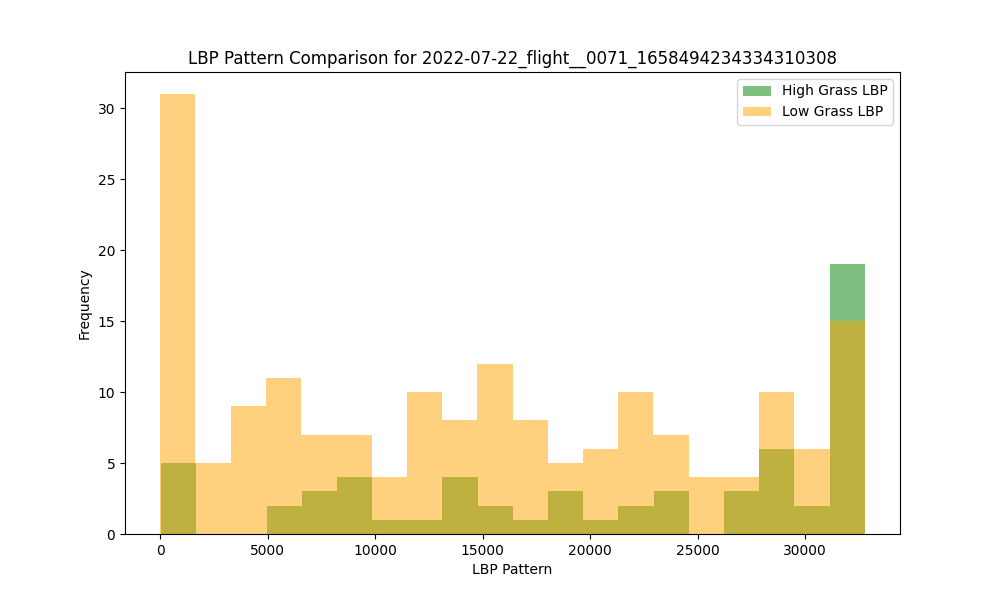 LBP Pattern Comparison for 2022-07-22_flight__0071_1658494234334310308
High Grass LBP
Low Grass LBP
Frequency
30
25
20
15
10
5
0
0 5000 10000 15000 20000 25000 30000
LBP Pattern